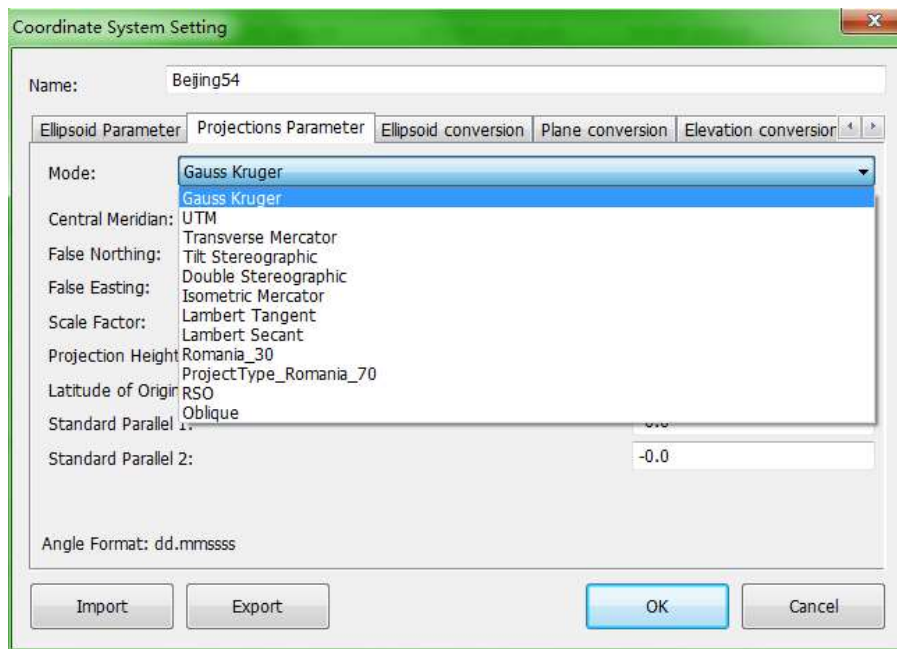 Coordinate System Setting
Name: Beijing54
Ellipsoid Parameter Projections Parameter Ellipsoid conversion Plane conversion Elevation conversion
Mode: Gauss Kruger
Gauss Kruger
Central Meridian: UTM
Transverse Mercator
False Northing: Tilt Stereographic
Double Stereographic
False Easting: Isometric Mercator
Lambert Tangent
Scale Factor: Lambert Secant
Projection Height Romania_30
ProjectType_Romania_70
Latitude of Origin RSO
Oblique
Standard Parallel 1:
Standard Parallel 2: -0.0
Angle Format: dd.mmssss
Import Export OK Cancel